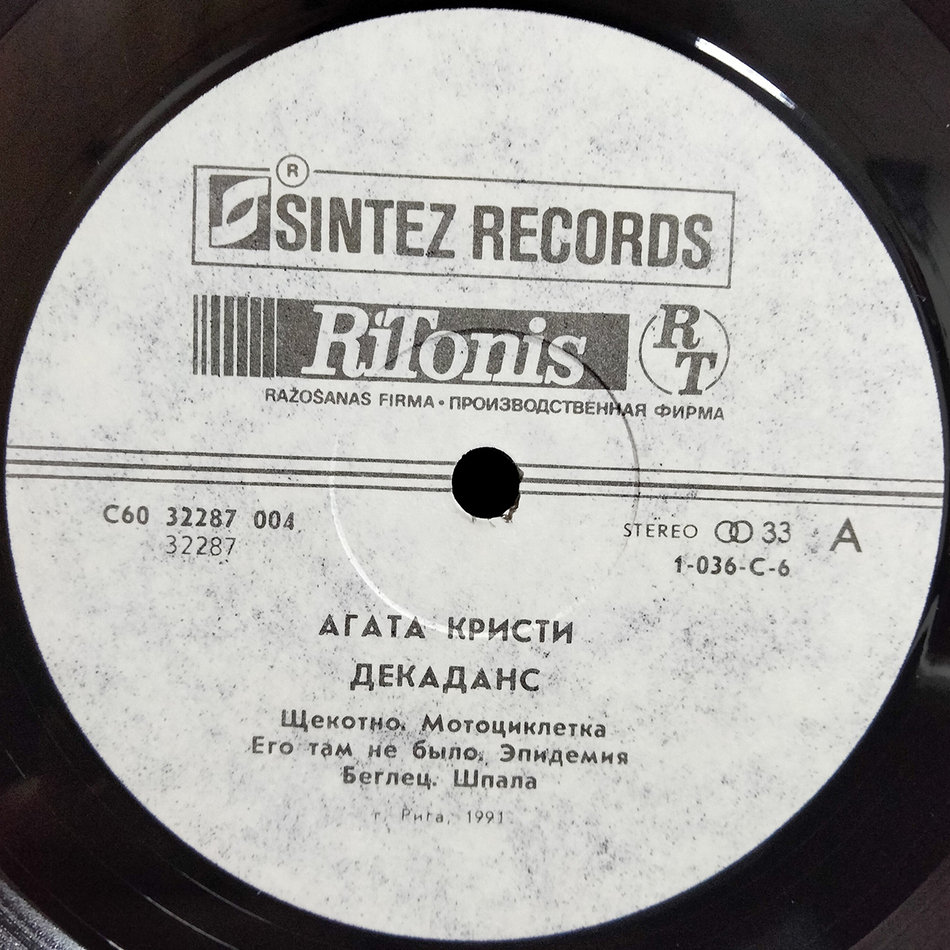 ®
SINTEZ RECORDS
RiTonis RT
RAŽOŠANAS FIRMA • ПРОИЗВОДСТВЕННАЯ ФИРМА
С60 32287 004
32287
STEREO 33 A
1-036-C-6
АГАТА КРИСТИ
ДЕКАДАНС
Щекотно. Мотоциклетка
Его там не было. Эпидемия
Беглец. Шпала
г. Рига, 1991